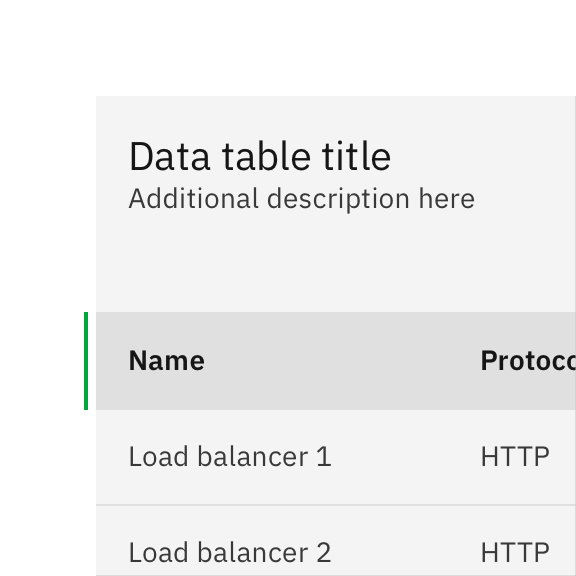 Data table title
Additional description here
Name
Load balancer 1 HTTP
Load balancer 2 HTTP